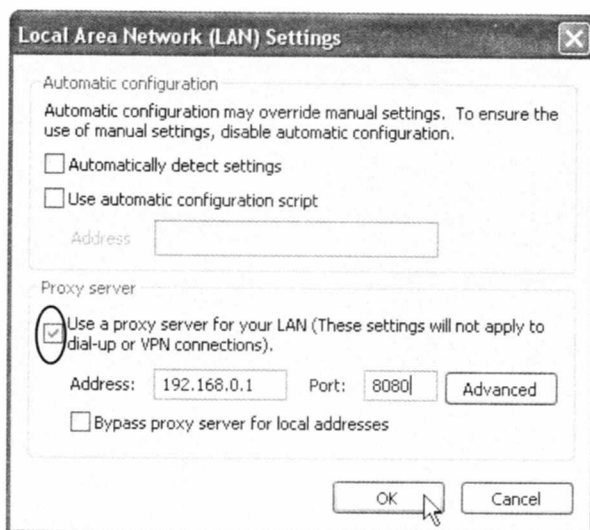 Local Area Network (LAN) Settings
Automatic configuration
Automatic configuration may override manual settings. To ensure the
use of manual settings, disable automatic configuration.
Automatically detect settings
Use automatic configuration script
Address
Proxy server
Use a proxy server for your LAN (These settings will not apply to
dial-up or VPN connections).
Address: 192.168.0.1 Port: 8080 Advanced
Bypass proxy server for local addresses
OK Cancel